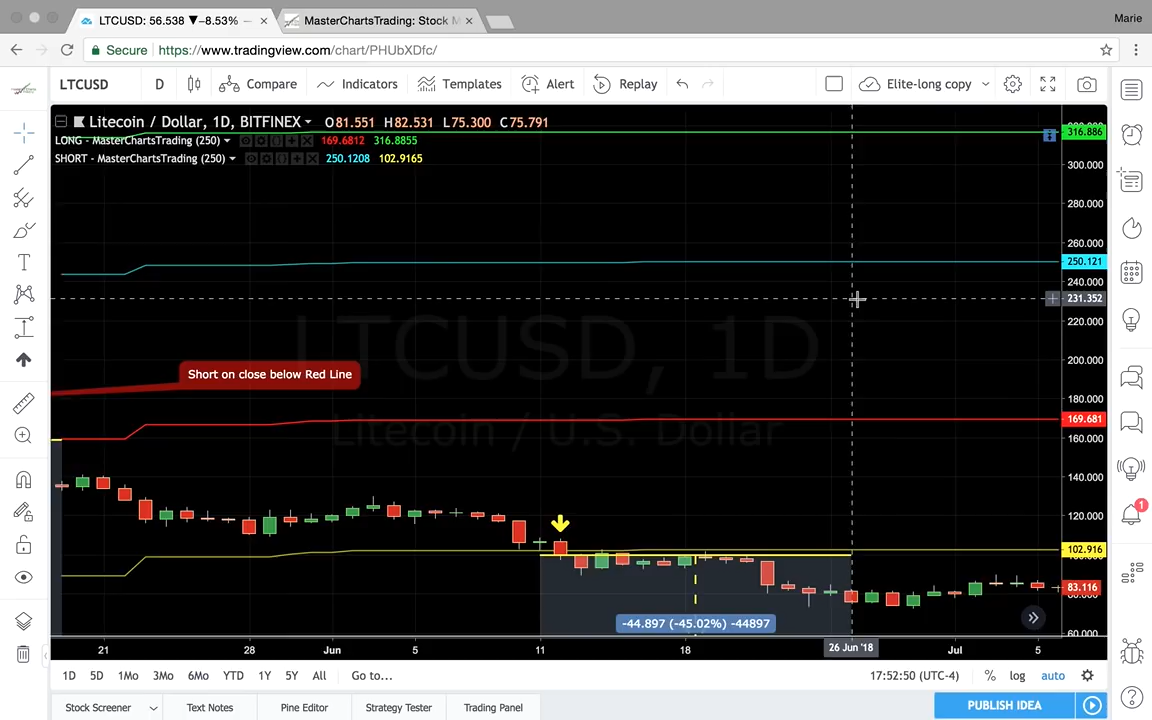 LTCUSD: 56.538 ▼−8.53% −
MasterChartsTrading: Stock M
Marie
Secure
https://www.tradingview.com/chart/PHUbXDfc/
LTCUSD D Compare Indicators Templates Alert Replay Elite-long copy
Litecoin / Dollar, 1D, BITFINEX O81.551 H82.531 L75.300 C75.791
LONG - MasterChartsTrading (250) 169.6812 316.8855
SHORT - MasterChartsTrading (250) 250.1208 102.9165
316.886
300.000
280.000
260.000
250.121
240.000
231.352
220.000
200.000
180.000
169.681
160.000
140.000
120.000
102.916
83.116
60.000
LTCUSD, 1D
Litecoin / U.S. Dollar
Short on close below Red Line
-44.897 (-45.02%) -44897
21 28 Jun 5 11 18 26 Jun '18 Jul 5
1D 5D 1Mo 3Mo 6Mo YTD 1Y 5Y All Go to... 17:52:50 (UTC-4) % log auto
Stock Screener Text Notes Pine Editor Strategy Tester Trading Panel PUBLISH IDEA
1